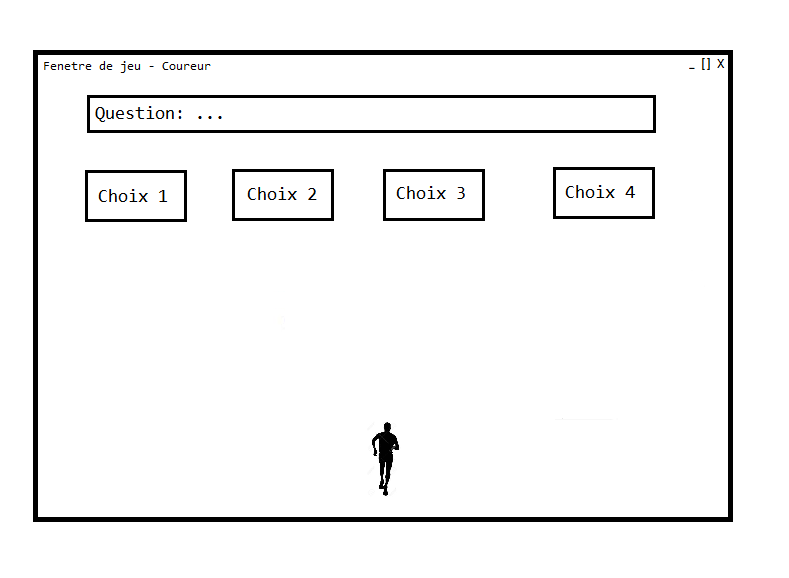 Fenetre de jeu - Coureur
_ [] X
Question: ...
Choix 1
Choix 2
Choix 3
Choix 4